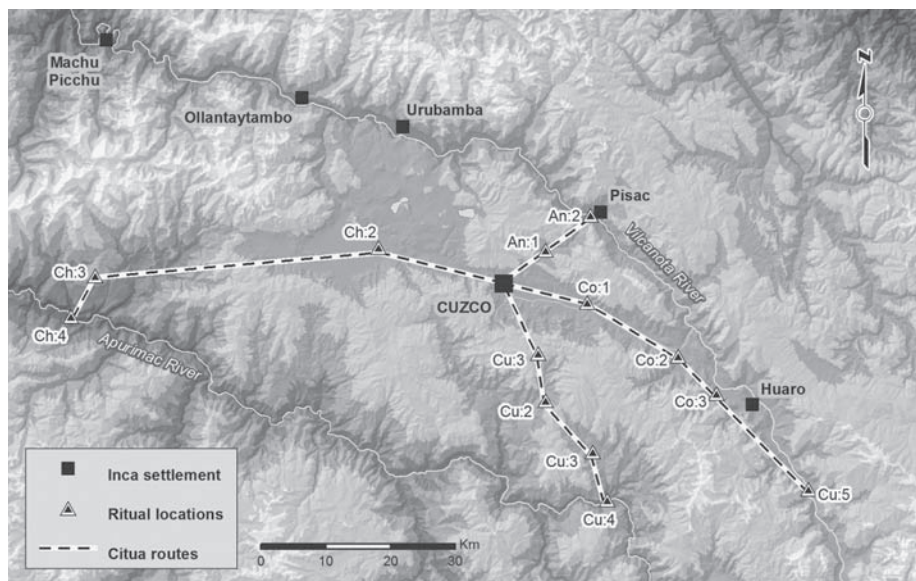 Machu
Picchu
Ollantaytambo
Urubamba
N
Pisac
An:2
An:1
Ch:2
Vilcanota River
Ch:3
CUZCO
Co:1
Ch:4
Apurimac River
Cu:3
Co:2
Huaro
Co:3
Cu:2
Cu:3
Cu:5
Cu:4
Inca settlement
Ritual locations
Citua routes
Km
0 10 20 30